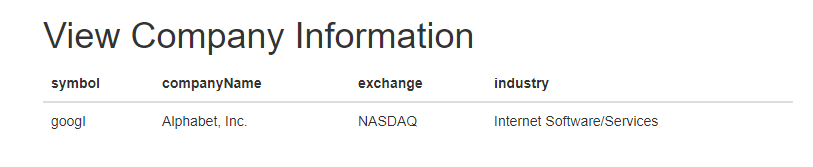 View Company Information
symbol companyName exchange industry
googl Alphabet, Inc. NASDAQ Internet Software/Services